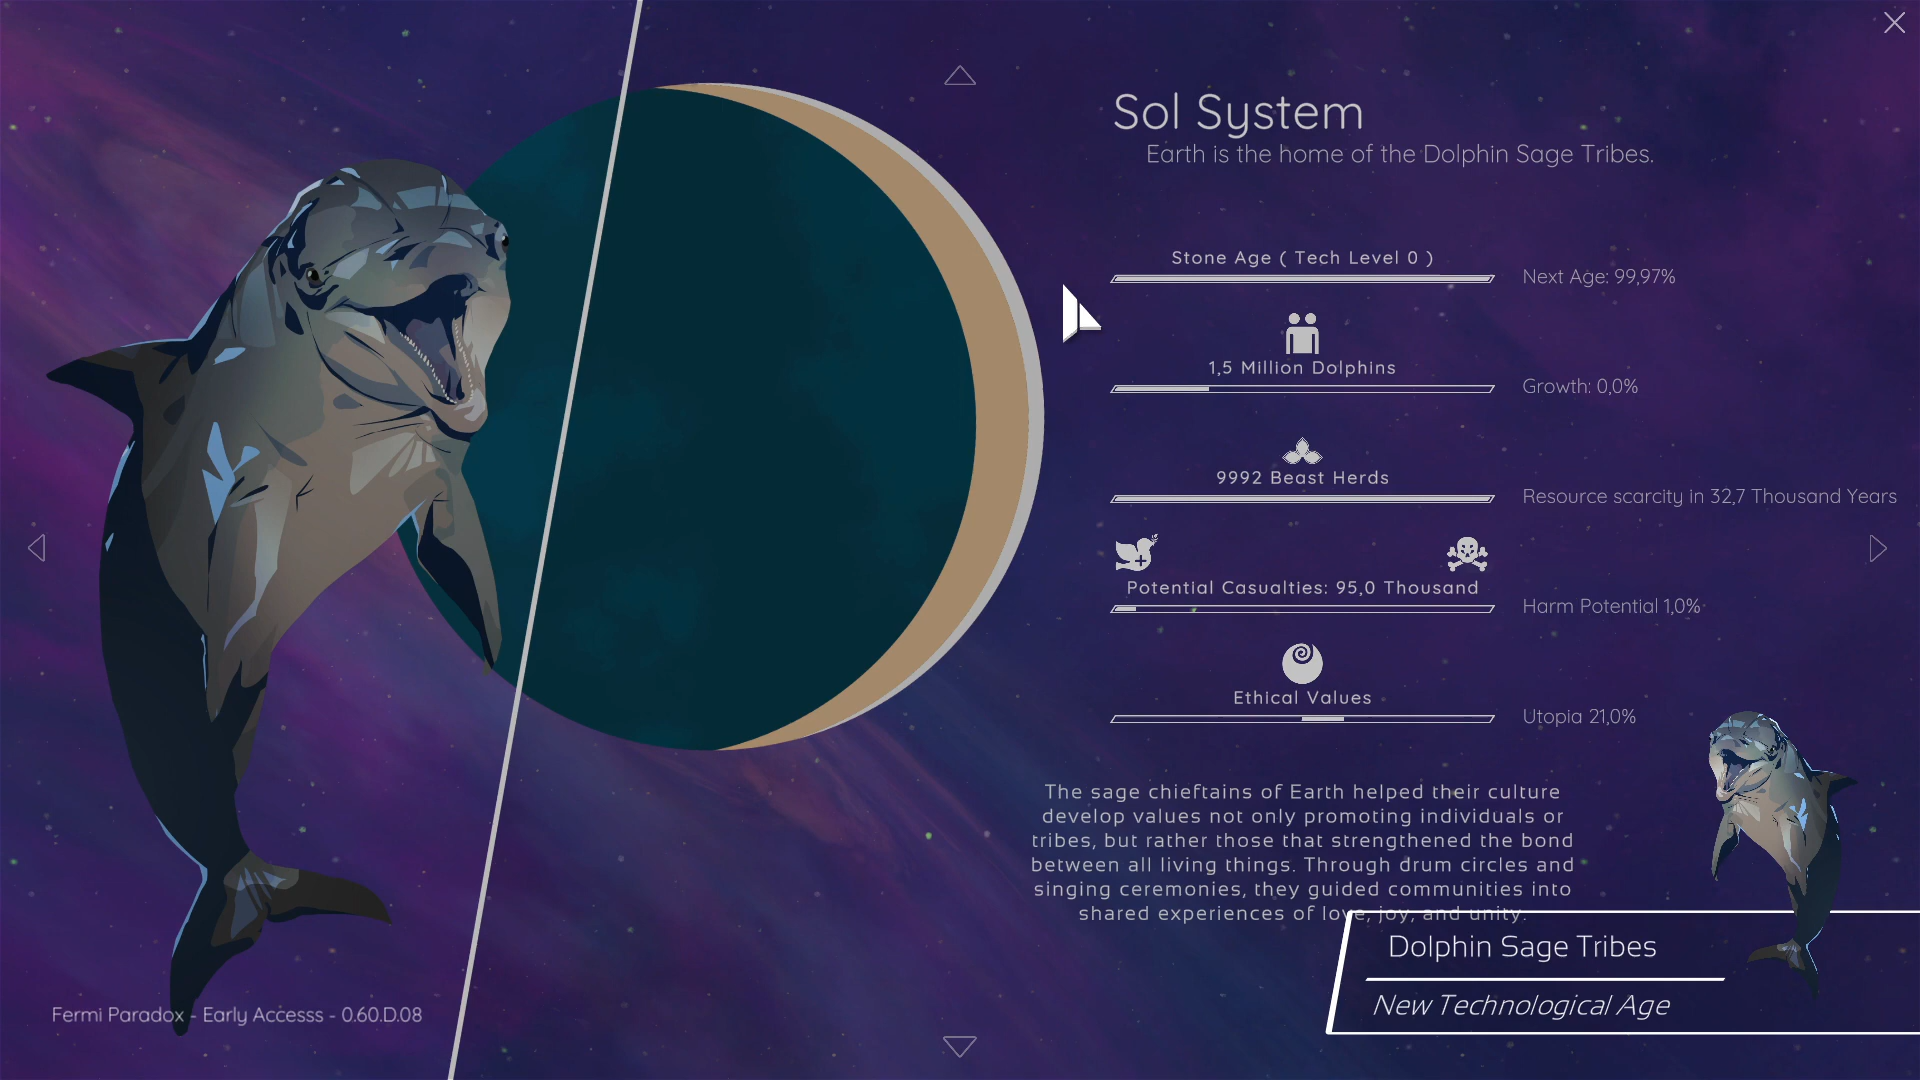 Sol System
Earth is the home of the Dolphin Sage Tribes.
Stone Age ( Tech Level 0 )
Next Age: 99,97%
1,5 Million Dolphins
Growth: 0,0%
9992 Beast Herds
Resource scarcity in 32,7 Thousand Years
Potential Casualties: 95,0 Thousand
Harm Potential 1,0%
Ethical Values
Utopia 21,0%
The sage chieftains of Earth helped their culture
develop values not only promoting individuals or
tribes, but rather those that strengthened the bond
between all living things. Through drum circles and
singing ceremonies, they guided communities into
shared experiences of love, joy, and unity.
Dolphin Sage Tribes
New Technological Age
Fermi Paradox - Early Accesss - 0.60.D.08